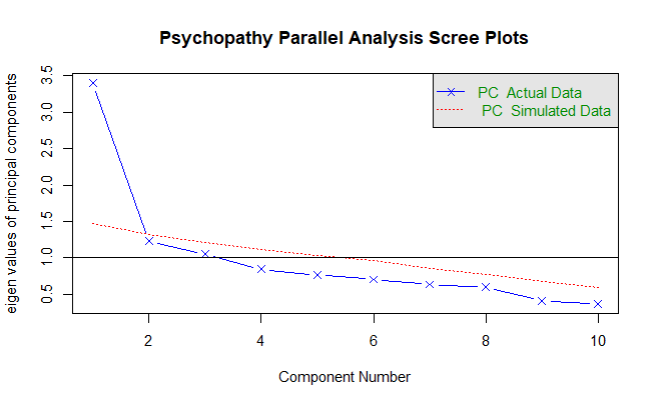 Psychopathy Parallel Analysis Scree Plots
PC Actual Data
PC Simulated Data
eigen values of principal components
3.5
3.0
2.5
2.0
1.5
1.0
0.5
2 4 6 8 10
Component Number